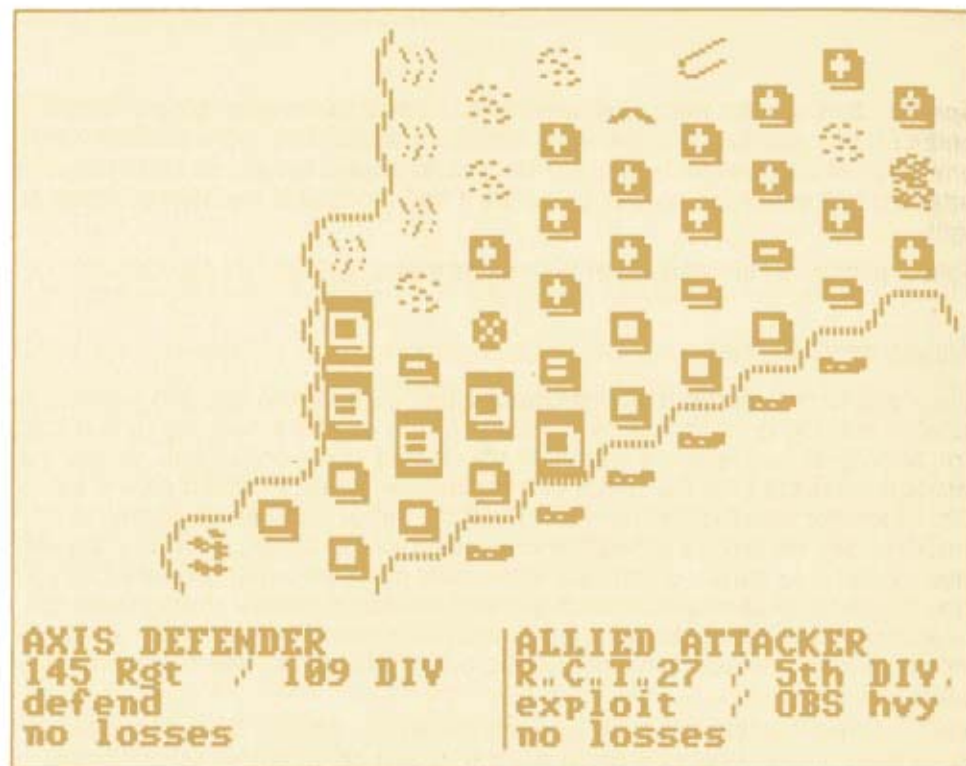 AXIS DEFENDER
145 Rgt / 109 DIV
defend
no losses
ALLIED ATTACKER
R.C.T.27 / 5th DIV.
exploit / OBS hvy
no losses